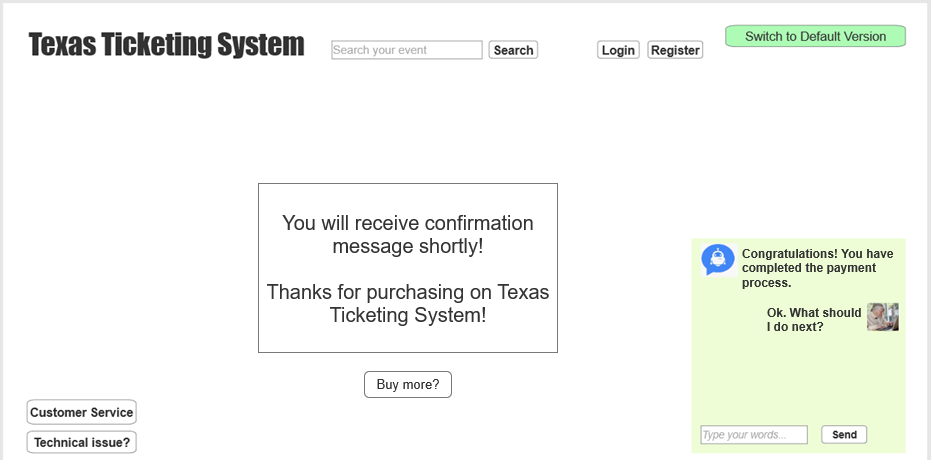 Texas Ticketing System
Search your event
Search
Login
Register
Switch to Default Version
You will receive confirmation
message shortly!
Thanks for purchasing on Texas
Ticketing System!
Buy more?
Congratulations! You have
completed the payment
process.
Ok. What should
I do next?
Type your words...
Send
Customer Service
Technical issue?